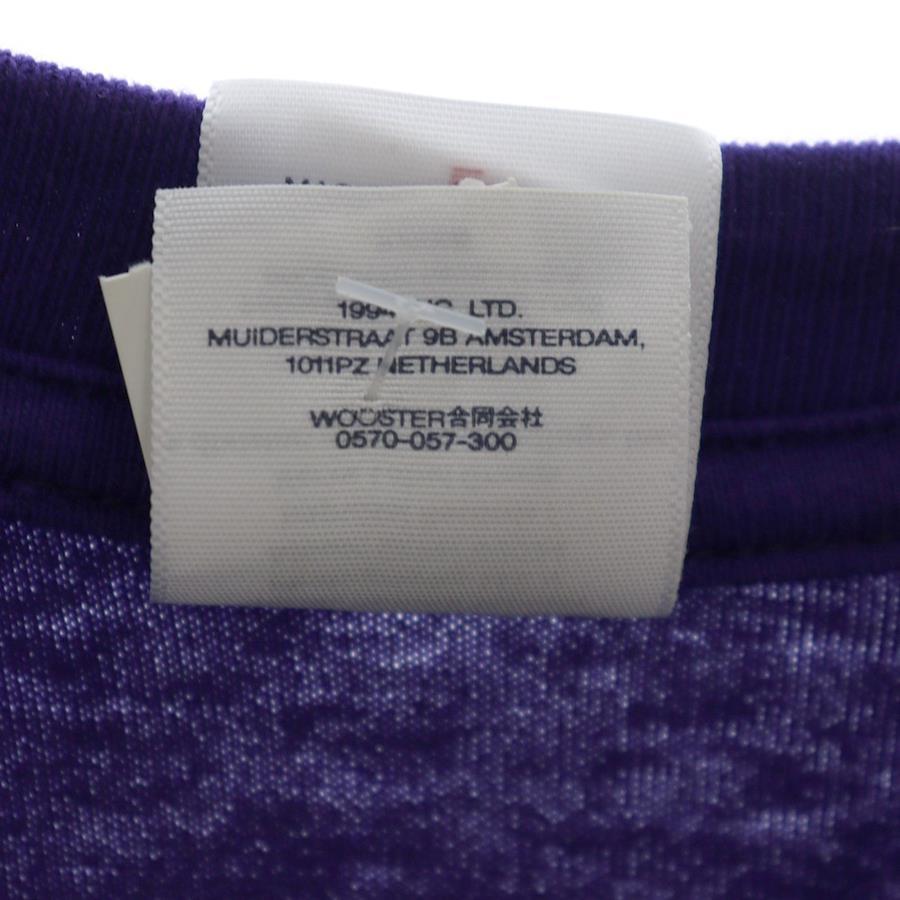 LTD.
MUIDERSTRAAT 9B AMSTERDAM,
1011PZ NETHERLANDS
WOOSTER合同会社
0570-057-300